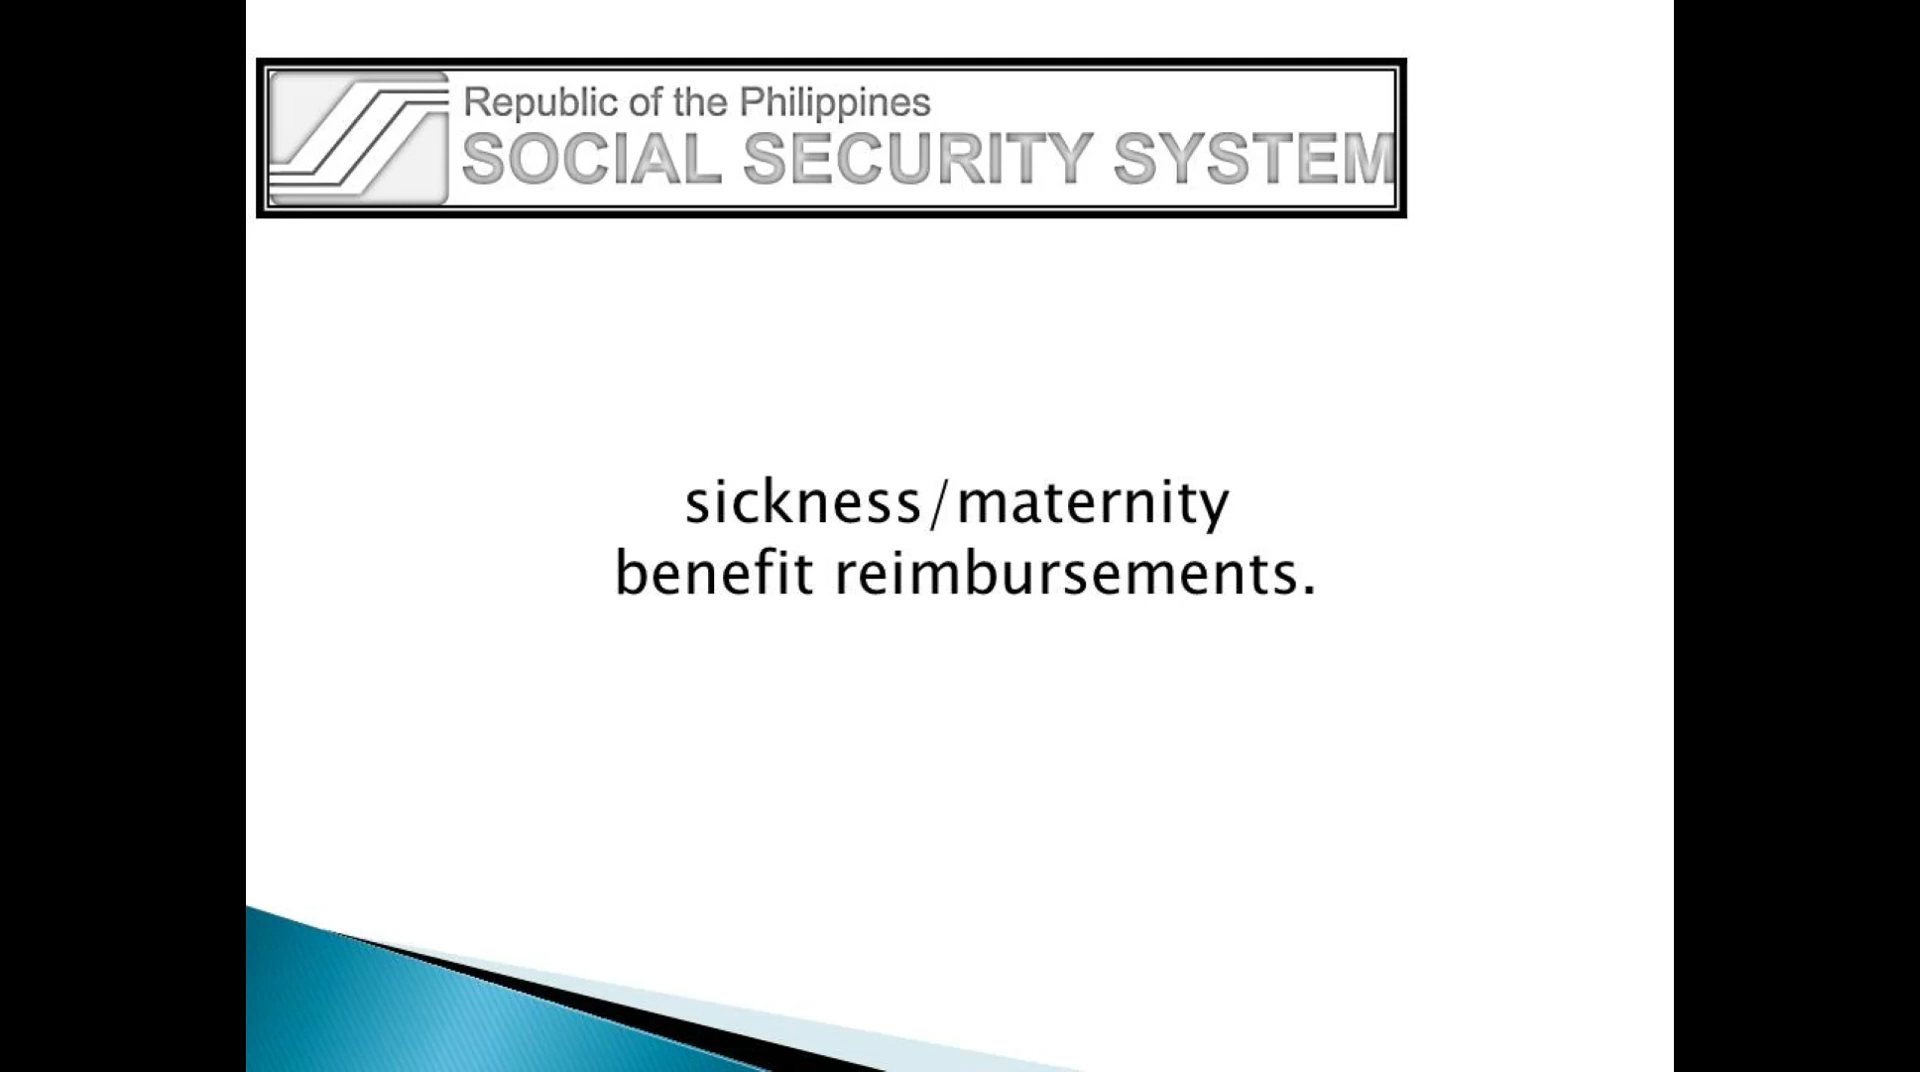 Republic of the Philippines
SOCIAL SECURITY SYSTEM
sickness/maternity
benefit reimbursements.